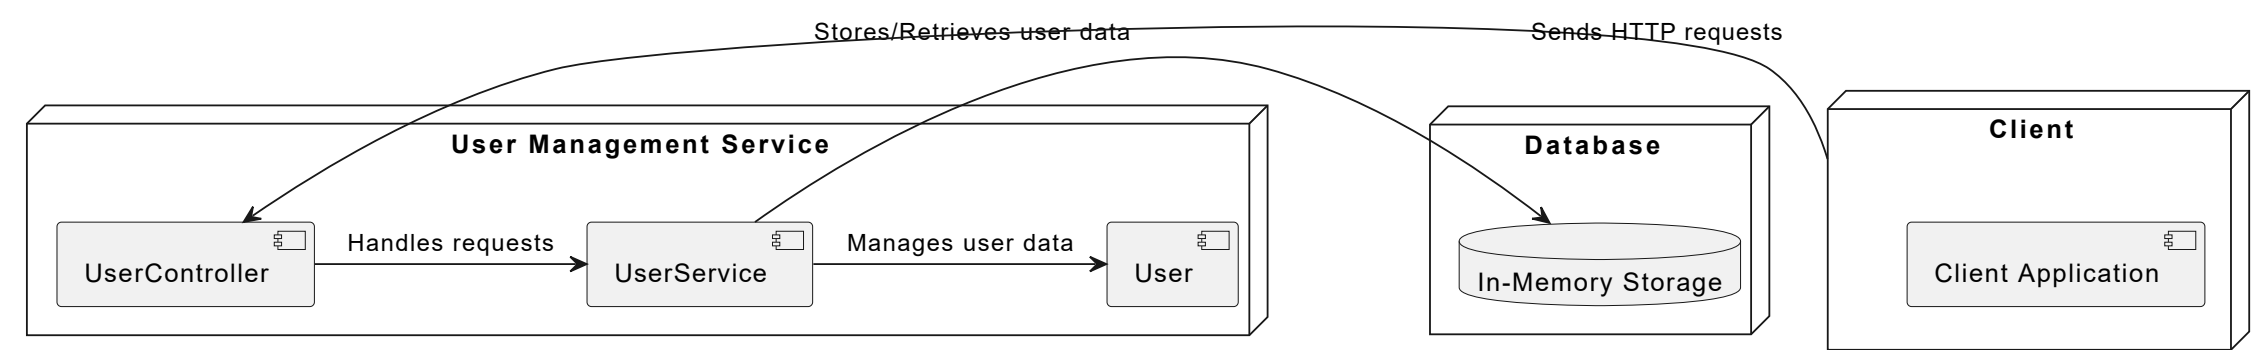 Stores/Retrieves user data
Sends HTTP requests
User Management Service
Database
Client
UserController
Handles requests
UserService
Manages user data
User
In-Memory Storage
Client Application